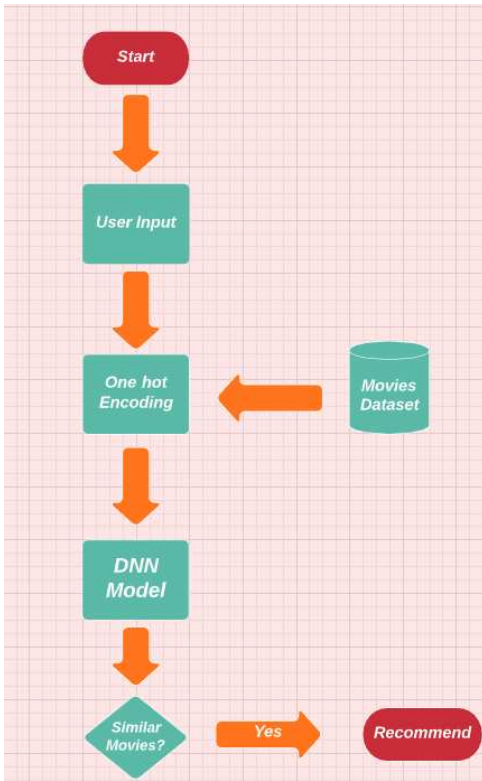 Start
User Input
One hot
Encoding
Movies
Dataset
DNN
Model
Similar
Movies?
Yes
Recommend